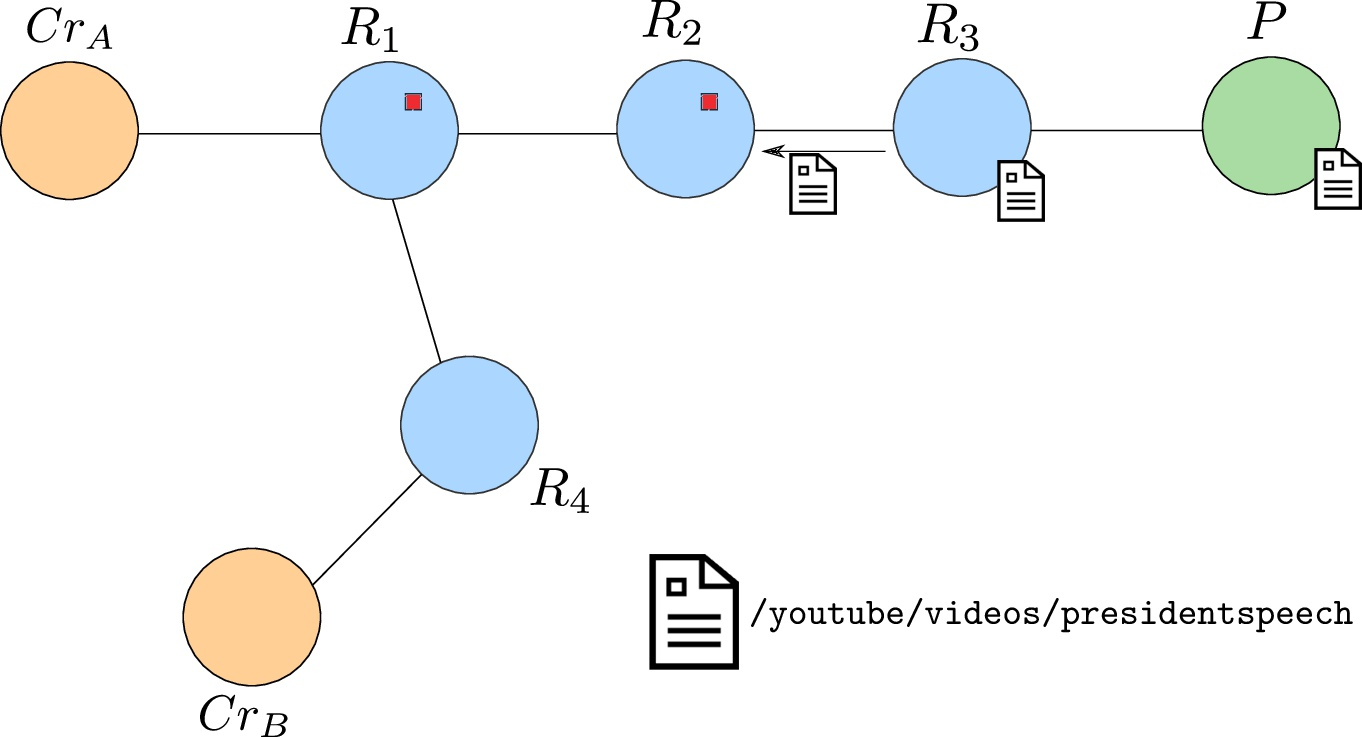 Cr_A
R_1
R_2
R_3
P
R_4
Cr_B
/youtube/videos/presidentspeech